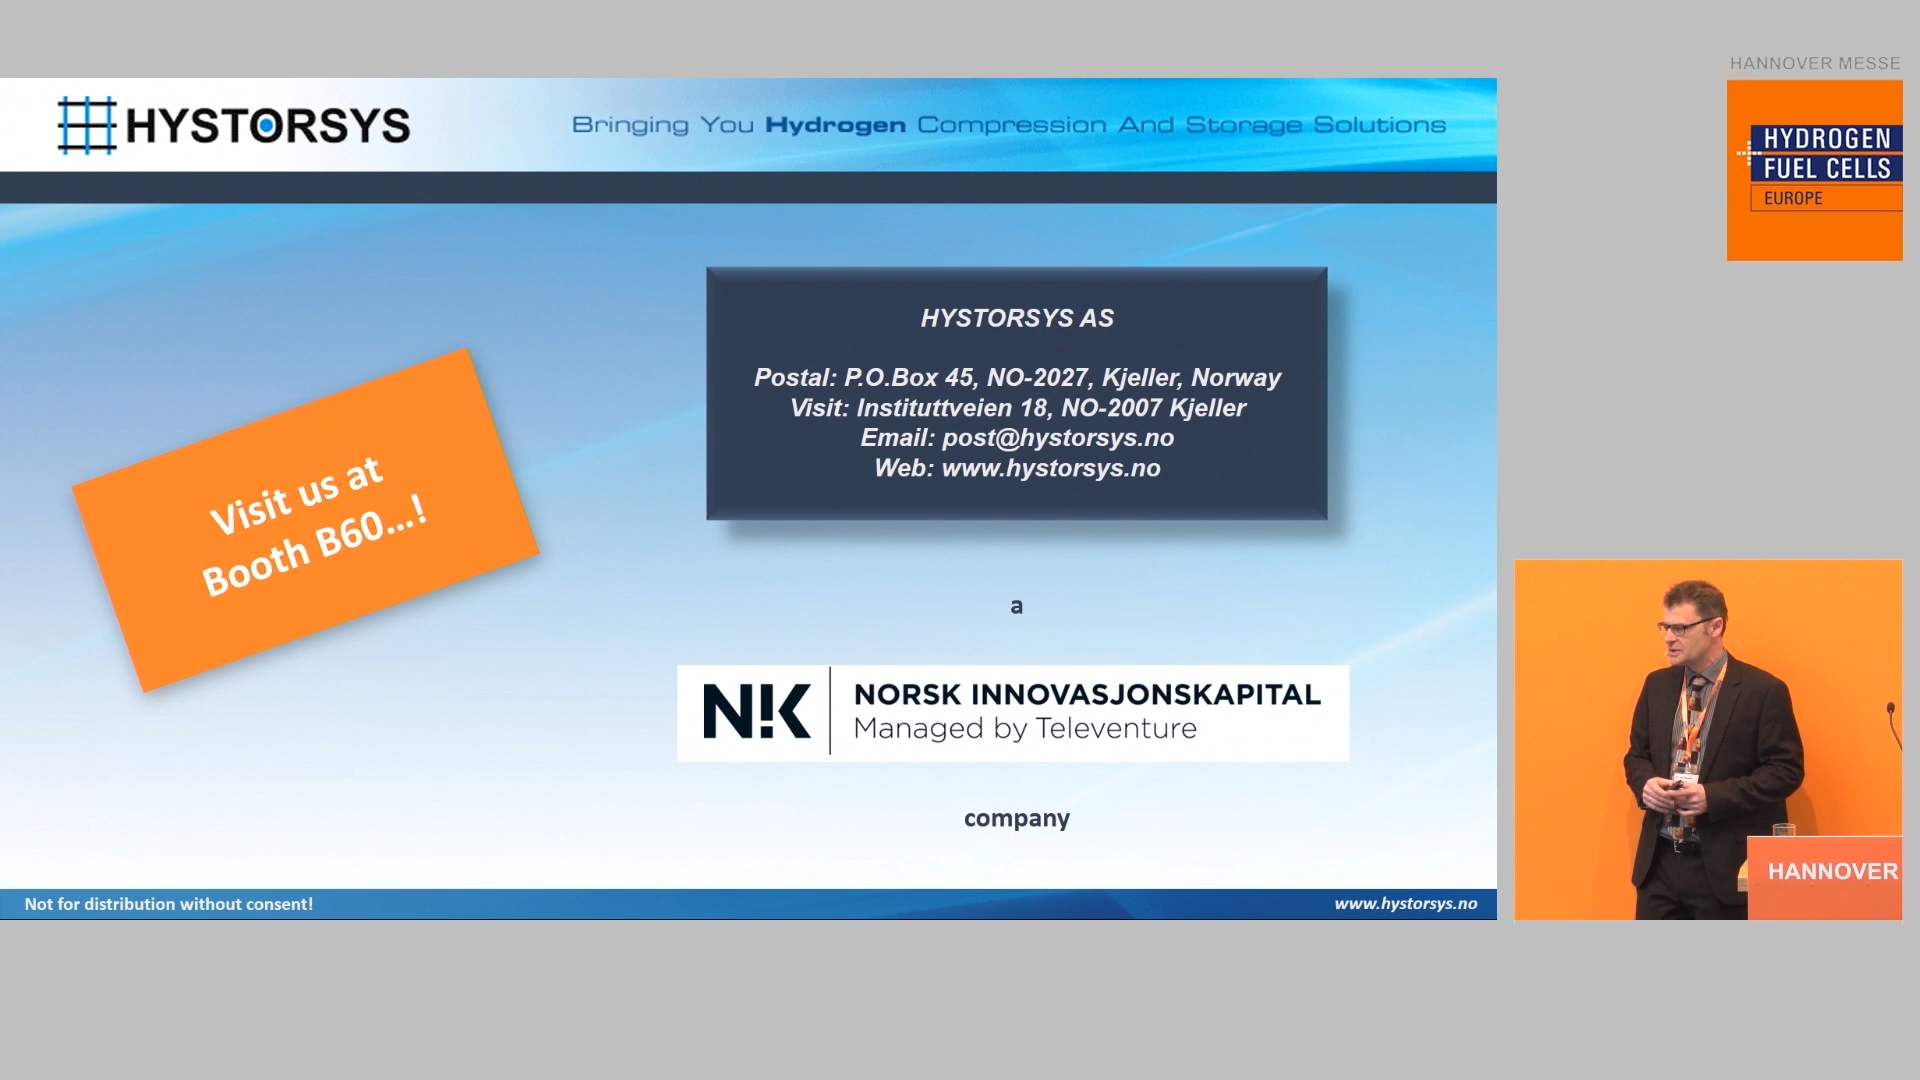 HANNOVER MESSE
HYDROGEN
FUEL CELLS
EUROPE
HYSTORSYS
Bringing You Hydrogen Compression And Storage Solutions
HYSTORSYS AS
Postal: P.O.Box 45, NO-2027, Kjeller, Norway
Visit: Instituttveien 18, NO-2007 Kjeller
Email: post@hystorsys.no
Web: www.hystorsys.no
Visit us at
Booth B60...!
a
N!K
NORSK INNOVASJONSKAPITAL
Managed by Televenture
company
HANNOVER
Not for distribution without consent!
www.hystorsys.no